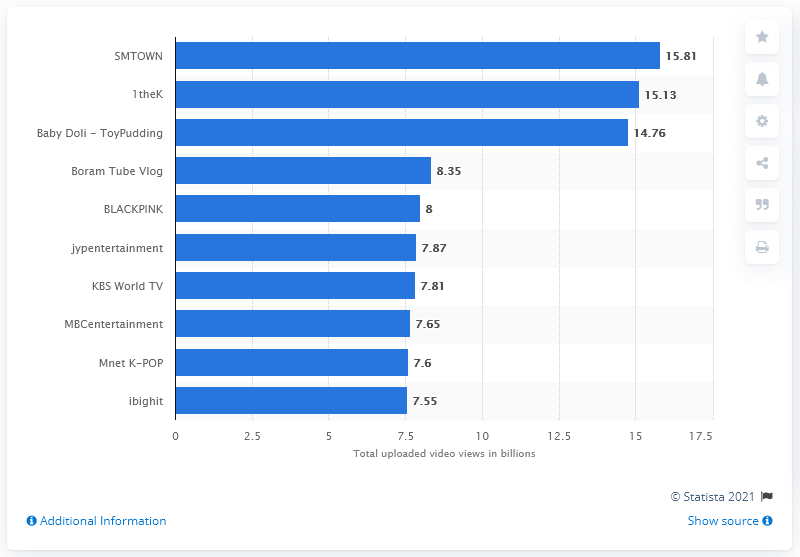 SMTOWN 15.81
1theK 15.13
Baby Doli - ToyPudding 14.76
Boram Tube Vlog 8.35
BLACKPINK 8
jypentertainment 7.87
KBS World TV 7.81
MBCentertainment 7.65
Mnet K-POP 7.6
ibighit 7.55
0 2.5 5 7.5 10 12.5 15 17.5
Total uploaded video views in billions
© Statista 2021
Additional Information Show source